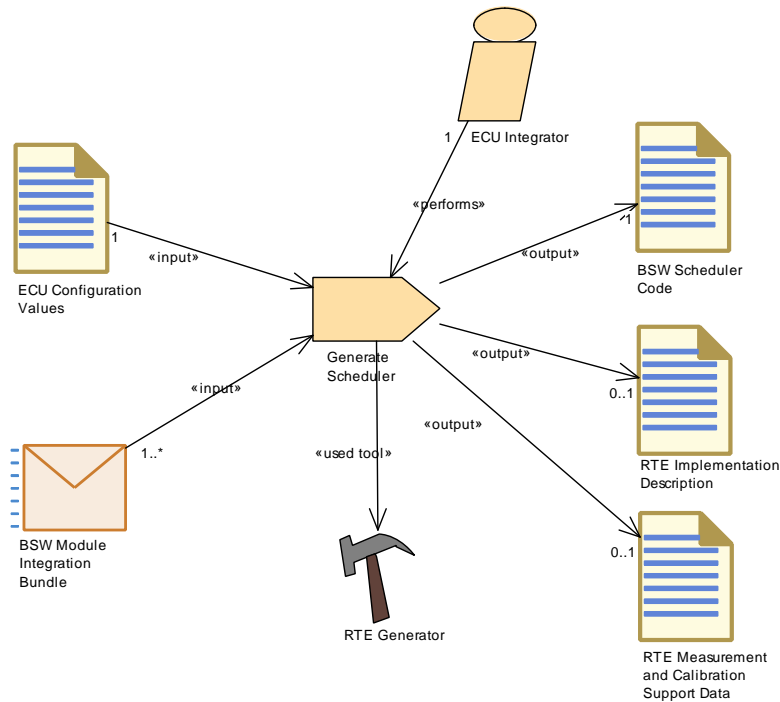 1
ECU Integrator
«performs»
1
«input»
ECU Configuration
Values
«output»
1
BSW Scheduler
Code
Generate
Scheduler
«output»
0..1
RTE Implementation
Description
«input»
1..*
BSW Module
Integration
Bundle
«output»
«used tool»
RTE Generator
0..1
RTE Measurement
and Calibration
Support Data